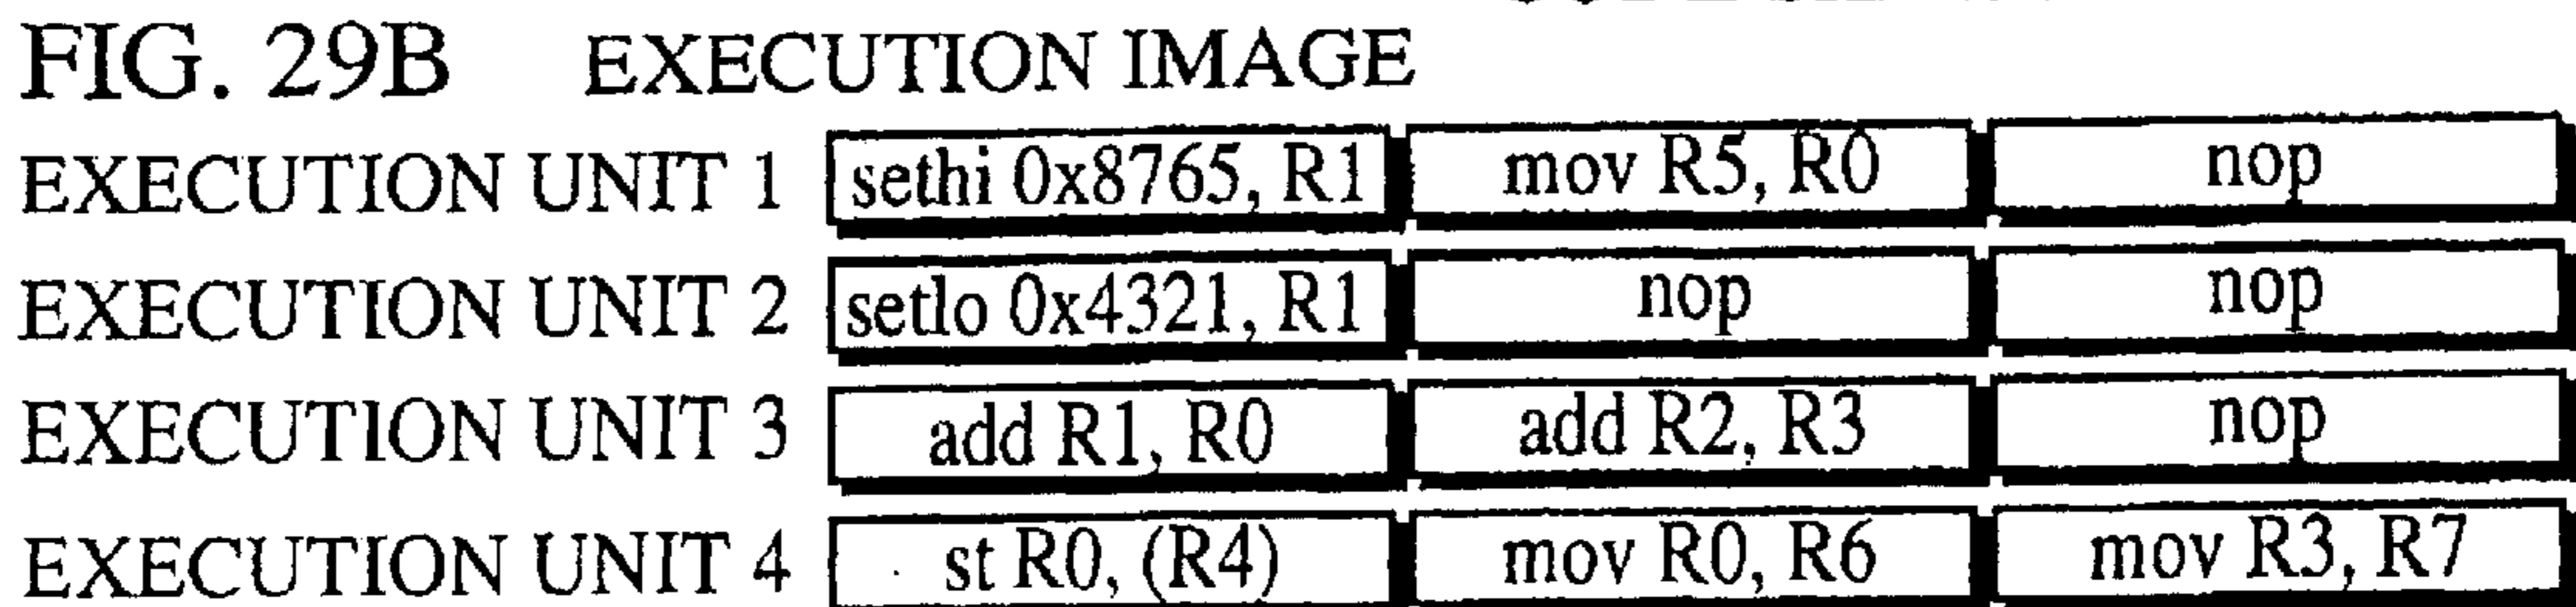 FIG. 29B EXECUTION IMAGE
EXECUTION UNIT 1 sethi 0x8765, R1 mov R5, R0 nop
EXECUTION UNIT 2 setlo 0x4321, R1 nop nop
EXECUTION UNIT 3 add R1, R0 add R2, R3 nop
EXECUTION UNIT 4 st R0, (R4) mov R0, R6 mov R3, R7